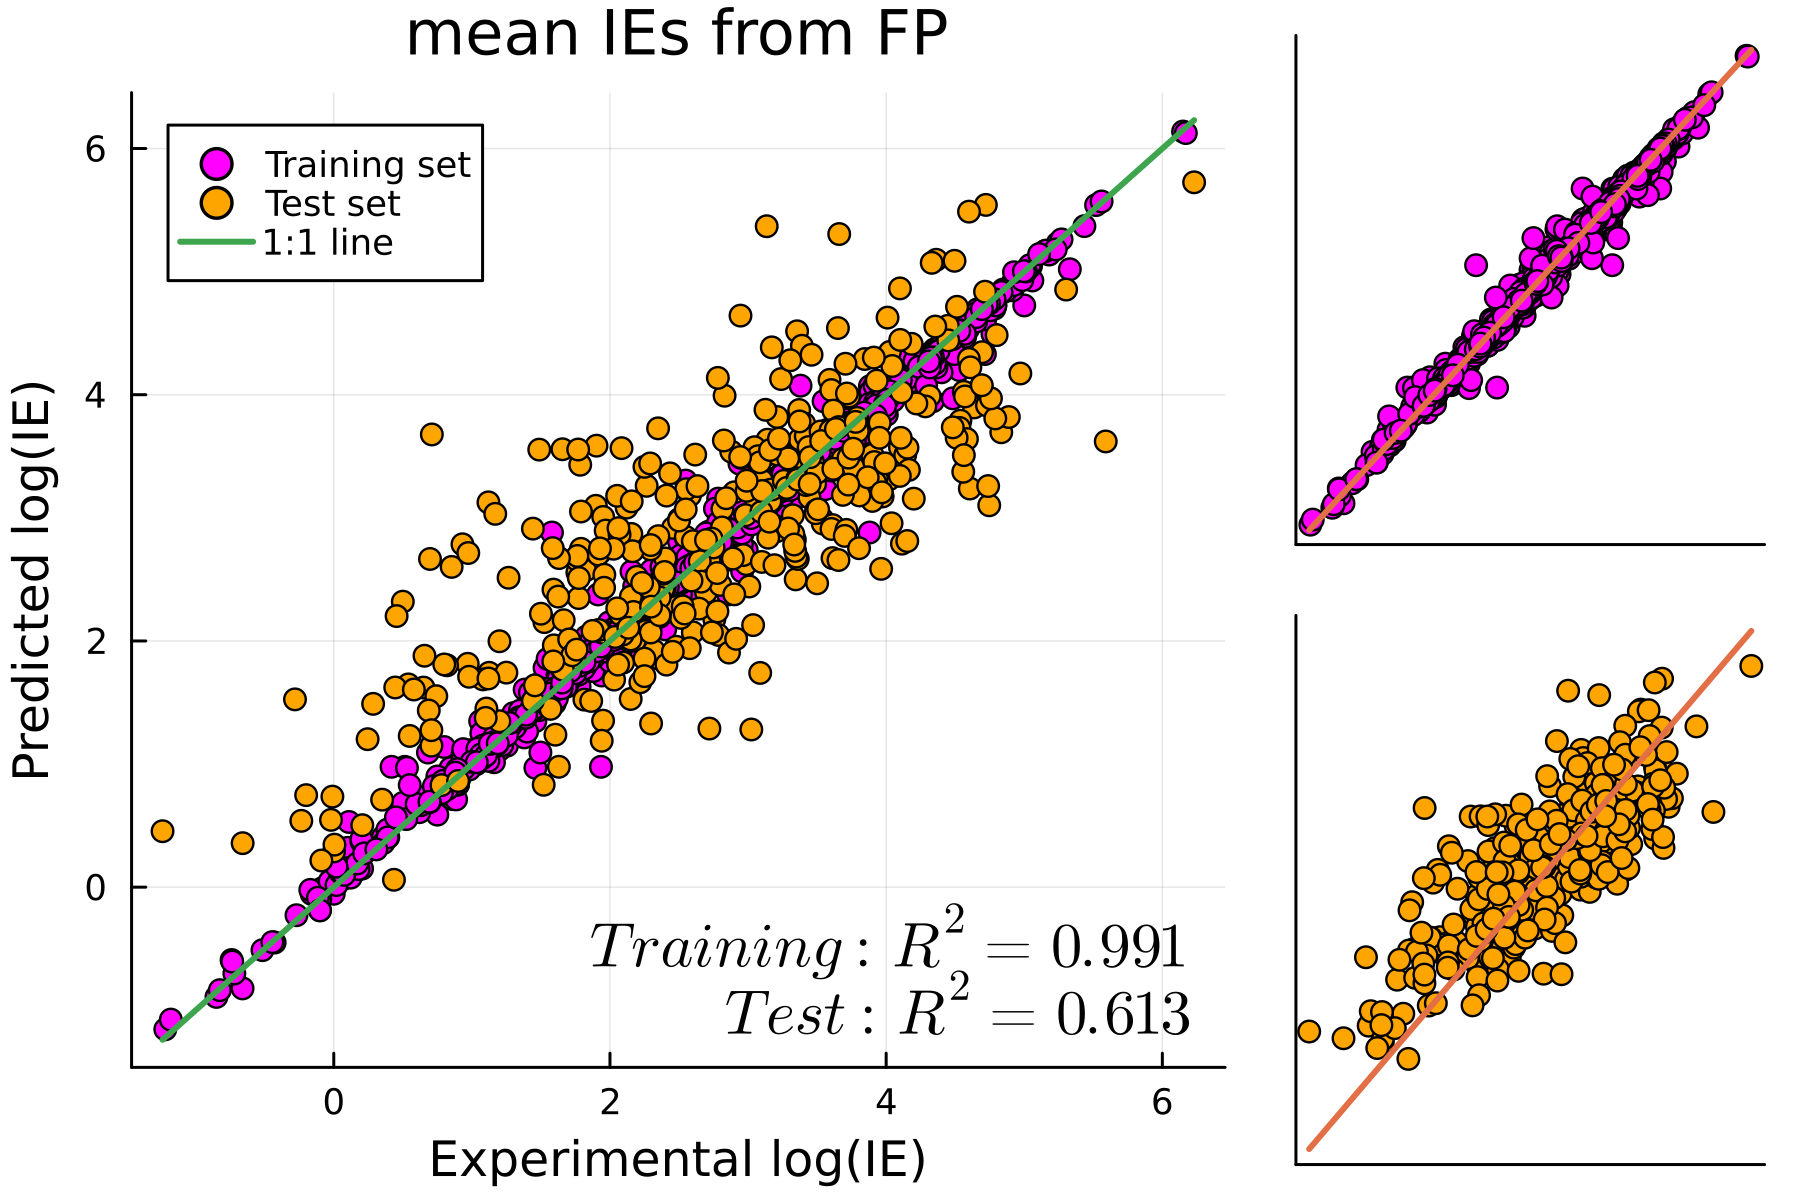 mean IEs from FP
Training set
Test set
1:1 line
Predicted log(IE)
6
4
2
0
Training : R² = 0.991
Test : R² = 0.613
0 2 4 6
Experimental log(IE)